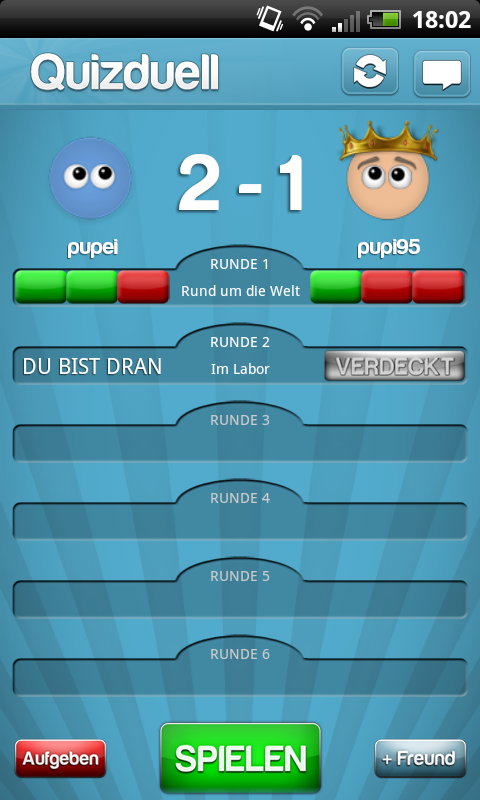 18:02
Quizduell
2 - 1
pupei
pupi95
RUNDE 1
Rund um die Welt
RUNDE 2
DU BIST DRAN
Im Labor
VERDECKT
RUNDE 3
RUNDE 4
RUNDE 5
RUNDE 6
Aufgeben
SPIELEN
+ Freund